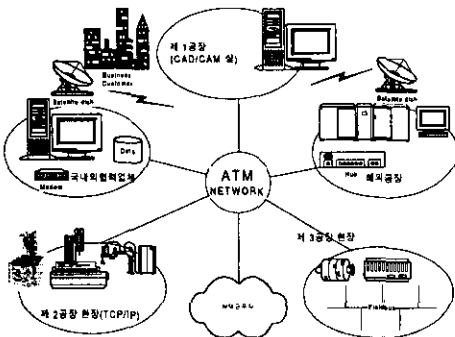 제 1공장
(CAD/CAM 실)
Business
Customer
Satellite dish
Satellite dish
Data
Modem
국내외협력업체
Hub
해외공장
ATM
NETWORK
제 3공장 현장
Fieldbus
제 2공장 현장(TCP/IP)